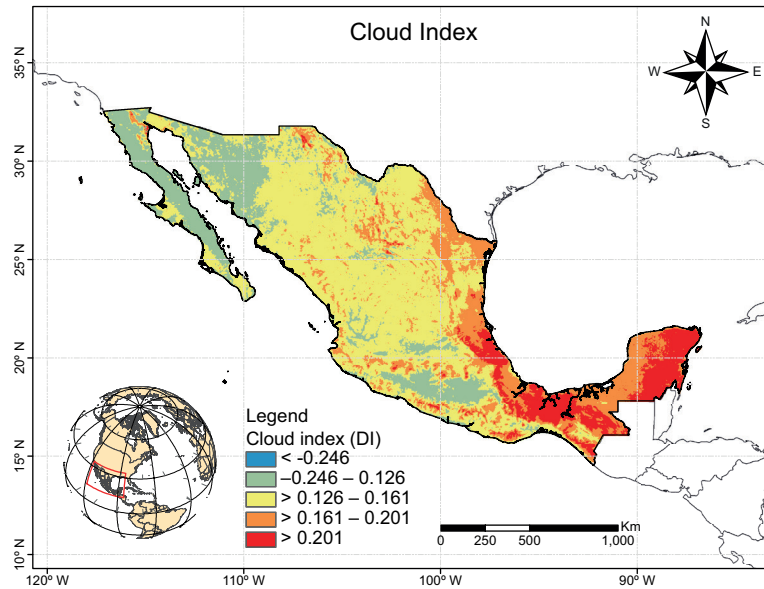 Cloud Index
N
W
E
S
35°N
30°N
25°N
20°N
15°N
10°N
Legend
Cloud index (DI)
< -0.246
–0.246 – 0.126
> 0.126 – 0.161
> 0.161 – 0.201
> 0.201
Km
0 250 500 1,000
120°W 110°W 100°W 90°W